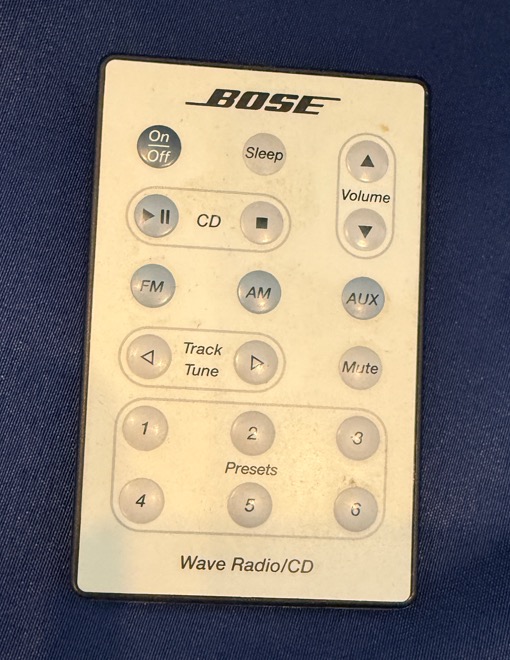 BOSE
On
Off
Sleep
Volume
CD
FM
AM
AUX
Track
Tune
Mute
1
2
3
Presets
4
5
6
Wave Radio/CD